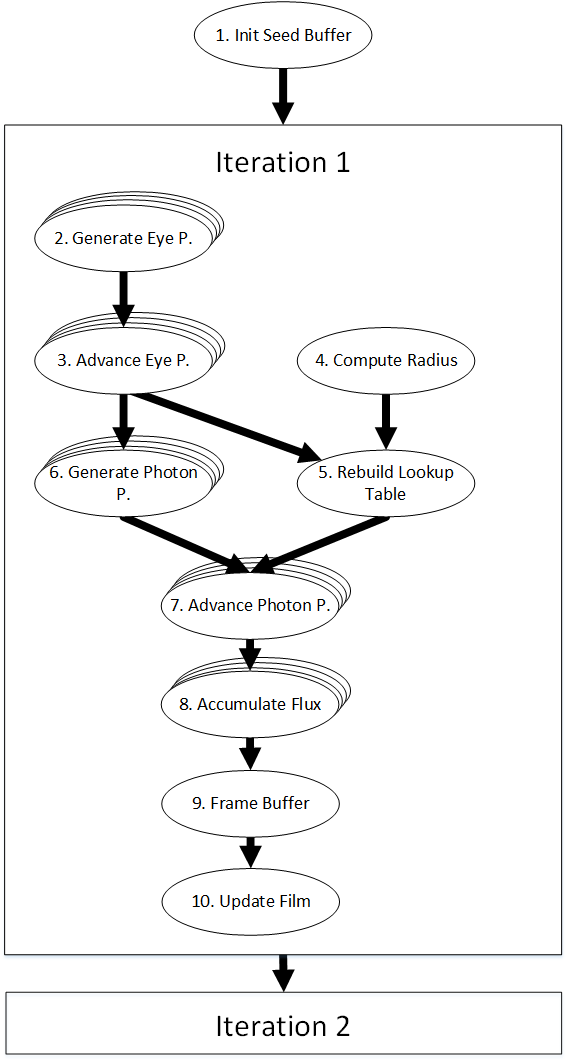 1. Init Seed Buffer
Iteration 1
2. Generate Eye P.
3. Advance Eye P.
4. Compute Radius
6. Generate Photon
P.
5. Rebuild Lookup
Table
7. Advance Photon P.
8. Accumulate Flux
9. Frame Buffer
10. Update Film
Iteration 2